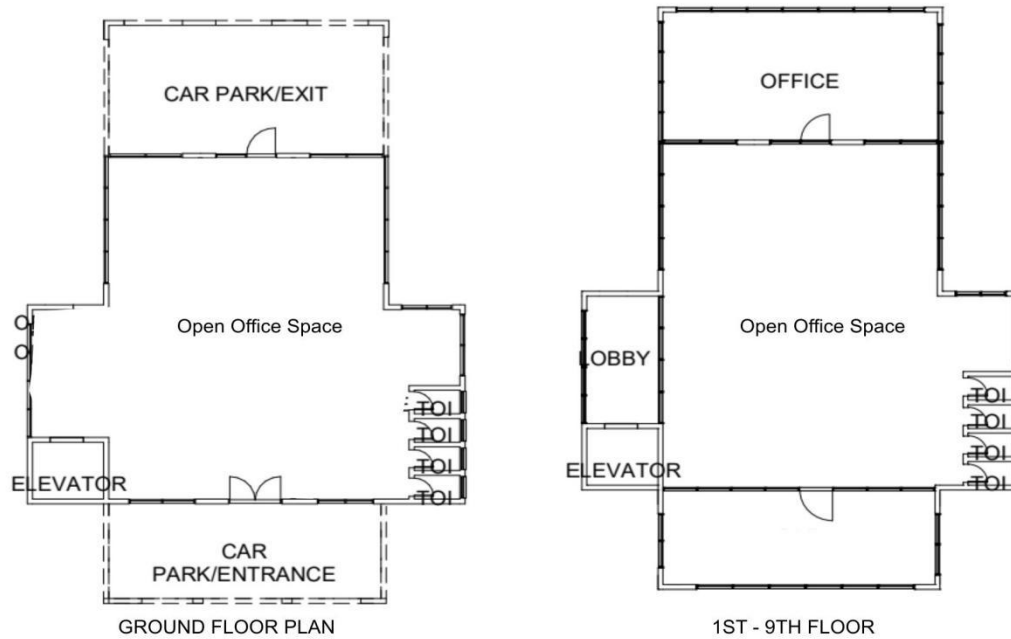 CAR PARK/EXIT
Open Office Space
O
O
TOI
TOI
TOI
TOI
ELEVATOR
CAR
PARK/ENTRANCE
GROUND FLOOR PLAN
OFFICE
Open Office Space
LOBBY
TOI
TOI
TOI
TOI
ELEVATOR
1ST - 9TH FLOOR